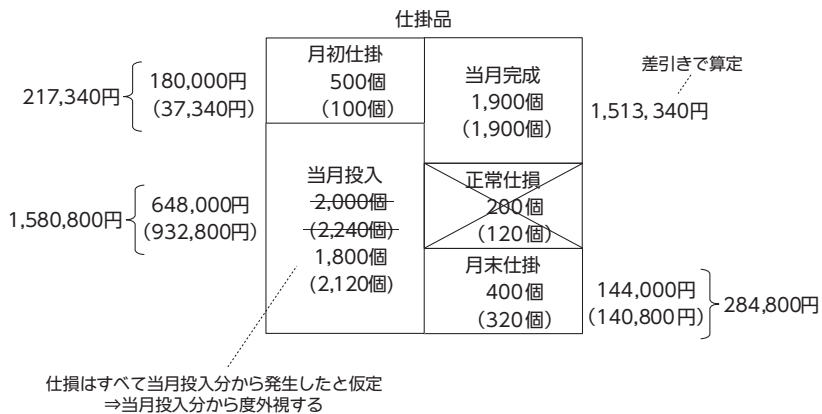 仕掛品
217,340円
180,000円
(37,340円)
月初仕掛
500個
(100個)
当月完成
1,900個
(1,900個)
差引きで算定
1,513,340円
1,580,800円
648,000円
(932,800円)
当月投入
2,000個
(2,240個)
1,800個
(2,120個)
正常仕損
200個
(120個)
月末仕掛
400個
(320個)
144,000円
(140,800円)
284,800円
仕損はすべて当月投入分から発生したと仮定
⇒当月投入分から度外視する